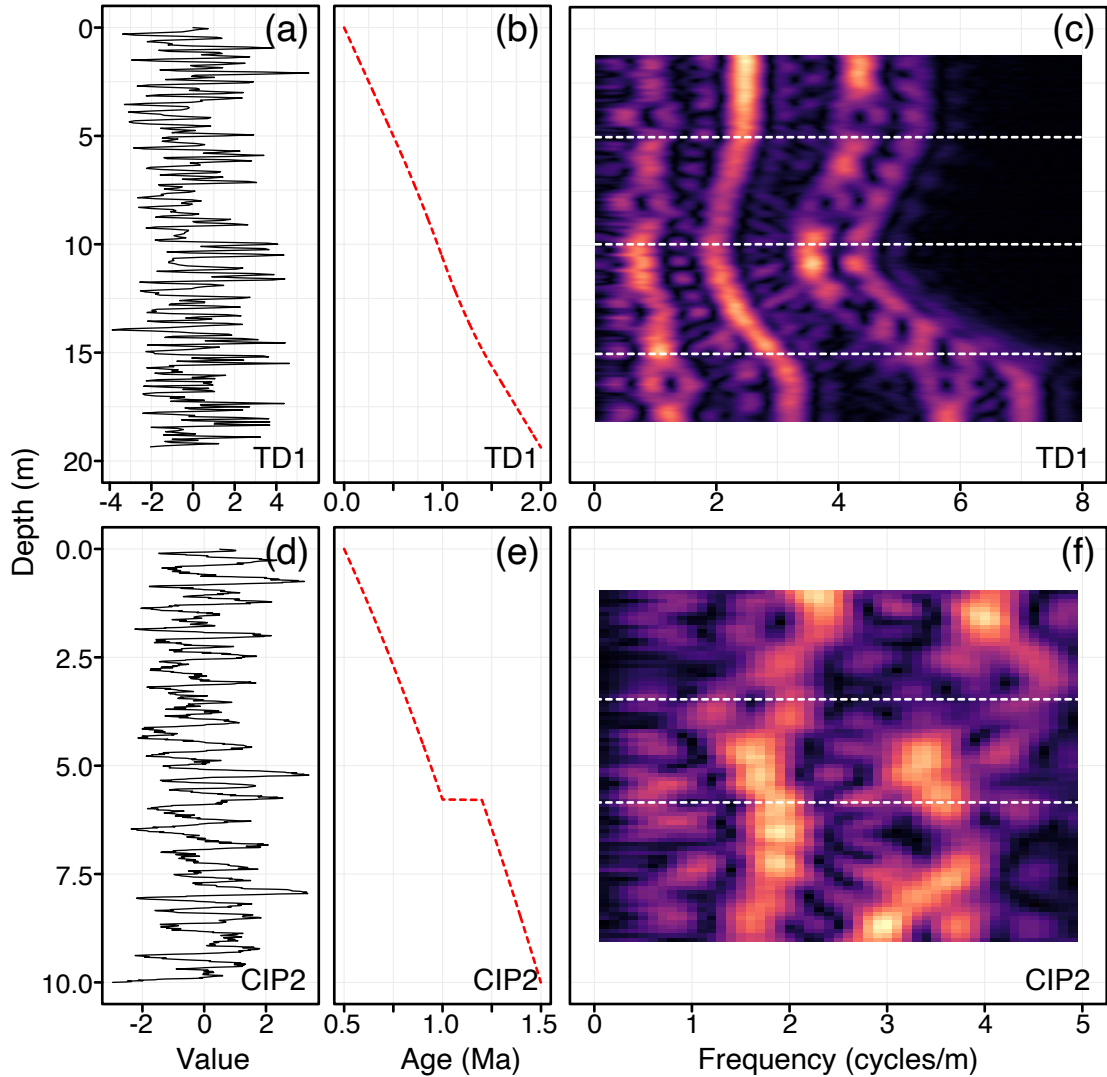 (a) (b) (c)
0
5
10
15
20
TD1 TD1 TD1
-4 -2 0 2 4
0.0 1.0 2.0
0 2 4 6 8
Depth (m)
(d) (e) (f)
0.0
2.5
5.0
7.5
10.0
CIP2 CIP2 CIP2
-2 0 2
0.5 1.0 1.5
0 1 2 3 4 5
Value Age (Ma) Frequency (cycles/m)